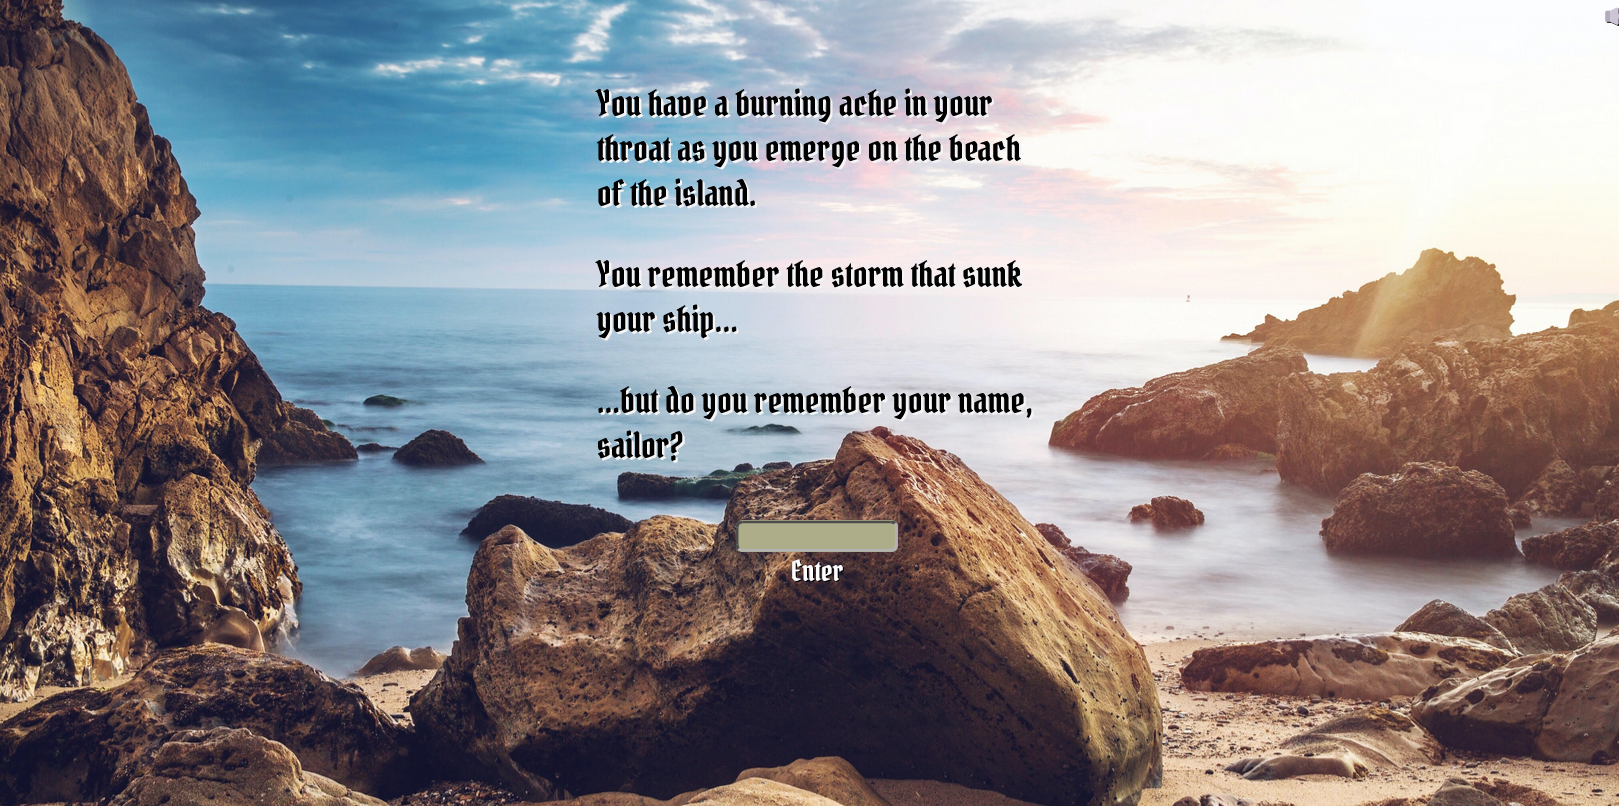 You have a burning ache in your
throat as you emerge on the beach
of the island.
You remember the storm that sunk
your ship...
...but do you remember your name,
sailor?
Enter